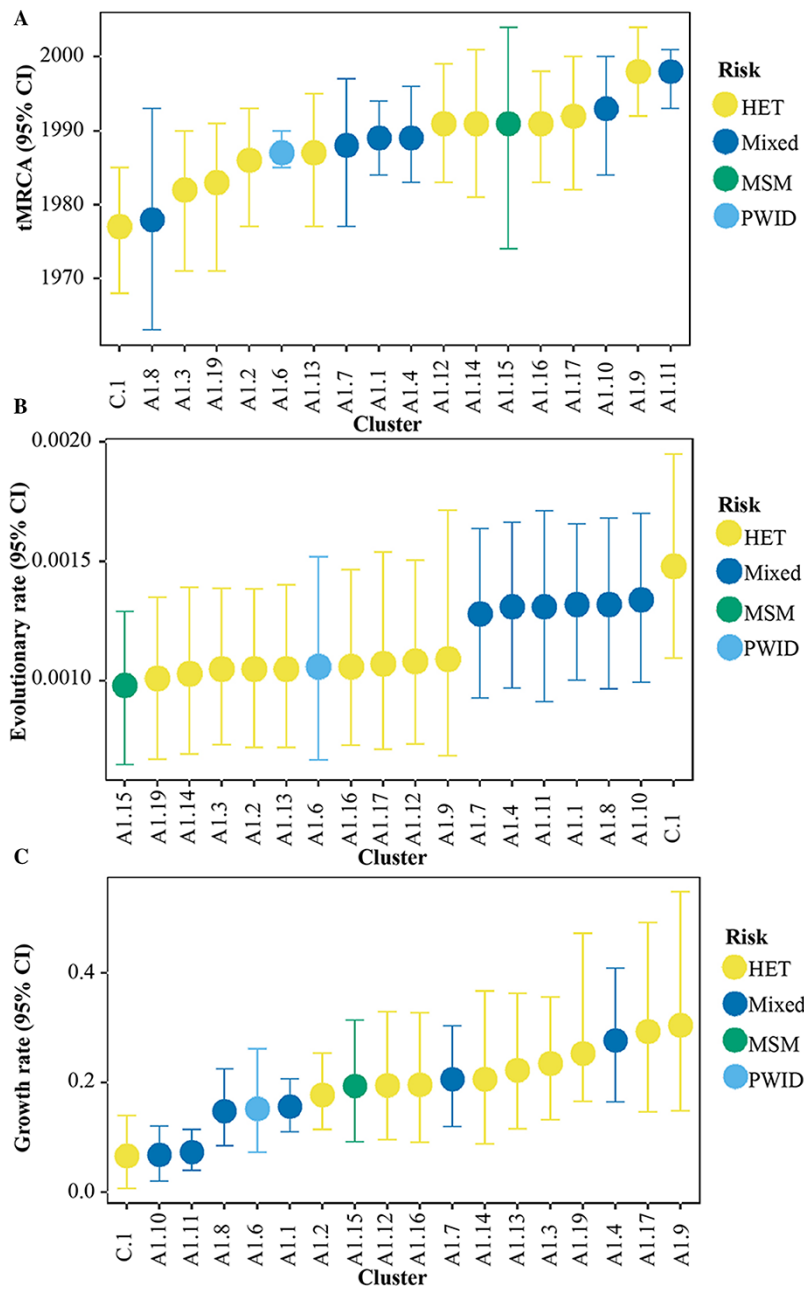 A
tMRCA (95% CI)
2000
1990
1980
1970
C.1 A1.8 A1.3 A1.19 A1.2 A1.6 A1.13 A1.7 A1.1 A1.4 A1.12 A1.14 A1.15 A1.16 A1.17 A1.10 A1.9 A1.11
Cluster
Risk
HET
Mixed
MSM
PWID
B
Evolutionary rate (95% CI)
0.0020
0.0015
0.0010
A1.15 A1.19 A1.14 A1.3 A1.2 A1.13 A1.6 A1.16 A1.17 A1.12 A1.9 A1.7 A1.4 A1.11 A1.1 A1.8 A1.10 C.1
Cluster
Risk
HET
Mixed
MSM
PWID
C
Growth rate (95% CI)
0.4
0.2
0.0
C.1 A1.10 A1.11 A1.8 A1.6 A1.1 A1.2 A1.15 A1.12 A1.16 A1.7 A1.14 A1.13 A1.3 A1.19 A1.4 A1.17 A1.9
Cluster
Risk
HET
Mixed
MSM
PWID